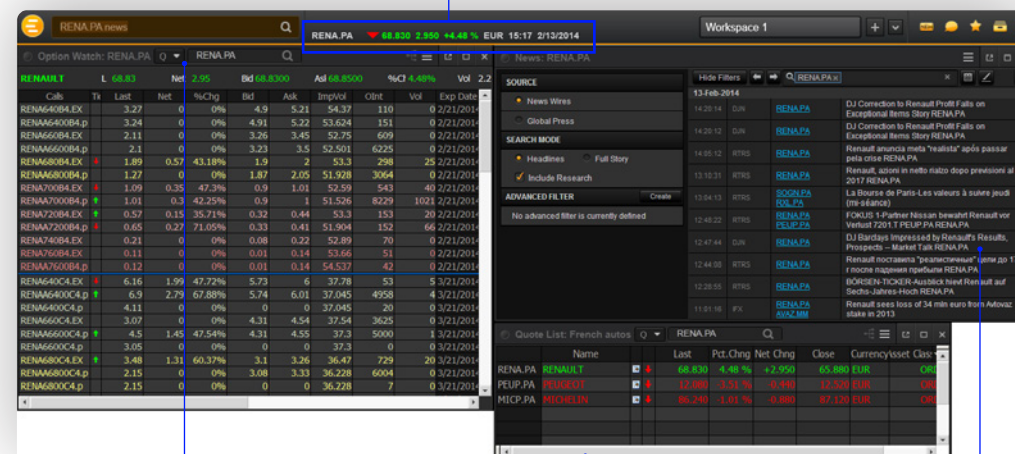 RENA.PA news
RENA.PA 68.830 2.950 +4.48 % EUR 15:17 2/13/2014
Workspace 1
Option Watch: RENA.PA Q RENA.PA
RENAULT L 68.83 Net 2.95 Bid 68.8300 Asl 68.8500 %Cl 4.48% Vol 2.2
Calls Tk Last Net %Chg Bid Ask ImpVol OInt Vol Exp Date
RENA640B4.EX 3.27 0 0% 4.9 5.21 54.37 110 0 2/21/2014
RENAA6400B4.p 3.24 0 0% 4.91 5.22 53.624 151 0 2/21/2014
RENA660B4.EX 2.11 0 0% 3.26 3.45 52.75 609 0 2/21/2014
RENAA6600B4.p 2.1 0 0% 3.23 3.5 52.501 6225 0 2/21/2014
RENA680B4.EX 1.89 0.57 43.18% 1.9 2 53.3 298 25 2/21/2014
RENAA6800B4.p 1.27 0 0% 1.87 2.05 51.928 3064 0 2/21/2014
RENA700B4.EX 1.09 0.35 47.3% 0.9 1.01 52.59 543 40 2/21/2014
RENAA7000B4.p 1.01 0.3 42.25% 0.9 1 51.526 8229 1021 2/21/2014
RENA720B4.EX 0.57 0.15 35.71% 0.32 0.44 53.3 153 20 2/21/2014
RENAA7200B4.p 0.65 0.27 71.05% 0.33 0.41 51.904 152 66 2/21/2014
RENA740B4.EX 0.21 0 0% 0.08 0.22 52.89 70 0 2/21/2014
RENA760B4.EX 0.11 0 0% 0.01 0.14 53.66 51 0 2/21/2014
RENAA7600B4.p 0.12 0 0% 0.01 0.14 54.537 42 0 2/21/2014
RENA640C4.EX 6.16 1.99 47.72% 5.73 6 37.78 53 5 3/21/2014
RENAA6400C4.p 6.9 2.79 67.88% 5.74 6.01 37.045 4958 4 3/21/2014
RENA6400C4.p 4.11 0 0% 0 0 37.045 20 0 3/21/2014
RENA660C4.EX 3.07 0 0% 4.31 4.54 37.54 3625 0 3/21/2014
RENAA6600C4.p 4.5 1.45 47.54% 4.31 4.55 37.3 5000 1 3/21/2014
RENA6600C4.p 3.05 0 0% 0 0 37.3 0 3/21/2014
RENA680C4.EX 3.48 1.31 60.37% 3.1 3.26 36.47 729 20 3/21/2014
RENAA6800C4.p 2.15 0 0% 3.08 3.33 36.228 6004 0 3/21/2014
RENA6800C4.p 2.15 0 0% 0 0 36.228 7 0 3/21/2014
News: RENA.PA
SOURCE
News Wires
Global Press
SEARCH MODE
Headlines Full Story
Include Research
ADVANCED FILTER Create
No advanced filter is currently defined
Hide Filters RENA.PA x
13-Feb-2014
14:20:14 DJN RENA.PA DJ Correction to Renault Profit Falls on
Exceptional Items Story RENA.PA
14:20:12 DJN RENA.PA DJ Correction to Renault Profit Falls on
Exceptional Items Story RENA.PA
14:05:12 RTRS RENA.PA Renault anuncia meta "realista" após passar
pela crise RENA.PA
13:10:31 RTRS RENA.PA Renault, azioni in netto rialzo dopo previsioni al
2017 RENA.PA
13:04:13 RTRS SOGN.PA La Bourse de Paris-Les valeurs à suivre jeudi
RXL.PA (mi-séance)
12:48:22 RTRS RENA.PA FOKUS 1-Partner Nissan bewahrt Renault vor
PEUP.PA Verlust 7201.T PEUP.PA RENA.PA
12:47:44 DJN RENA.PA DJ Barclays Impressed by Renault's Results,
Prospects -- Market Talk RENA.PA
12:44:00 RTRS RENA.PA Renault поставила "реалистичные" цели до 17
г после падения прибыли RENA.PA
12:28:55 RTRS RENA.PA BÖRSEN-TICKER-Ausblick hievt Renault auf
Sechs-Jahres-Hoch RENA.PA
11:01:16 IFX RENA.PA Renault sees loss of 34 mln euro from Avtovaz
AVAZ.MM stake in 2013
Quote List: French autos Q RENA.PA
Name Last Pct.Chng Net Chng Close Currency Asset Class
RENA.PA RENAULT 68.830 4.48 % +2.950 65.880 EUR ORD
PEUP.PA PEUGEOT 12.080 -3.51 % -0.440 12.520 EUR ORD
MICP.PA MICHELIN 86.240 -1.01 % -0.880 87.120 EUR ORD